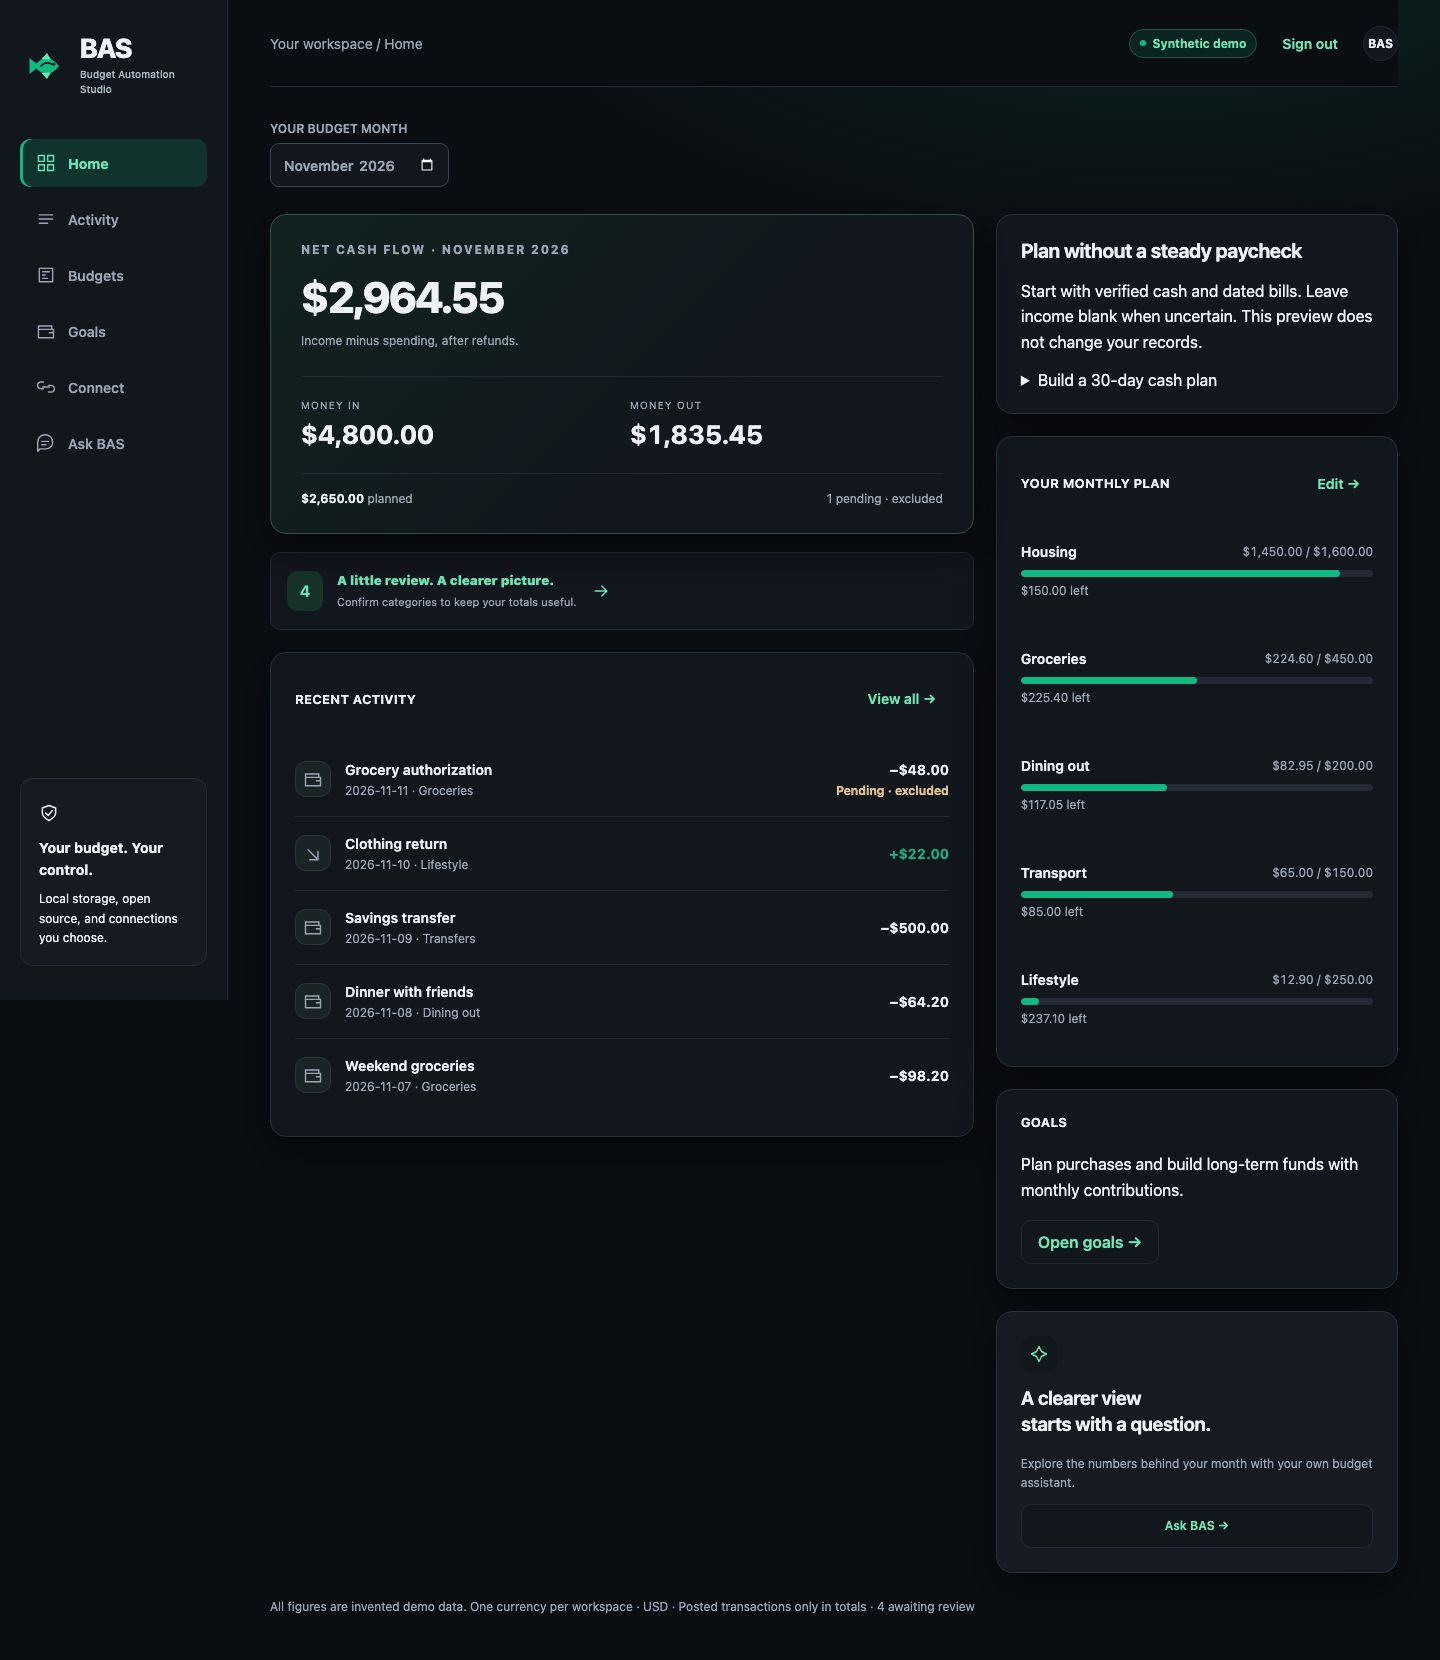 BAS
Budget Automation
Studio
Home
Activity
Budgets
Goals
Connect
Ask BAS
Your budget. Your
control.
Local storage, open
source, and connections
you choose.
Your workspace / Home
Synthetic demo
Sign out
BAS
YOUR BUDGET MONTH
November 2026
NET CASH FLOW · NOVEMBER 2026
$2,964.55
Income minus spending, after refunds.
MONEY IN
$4,800.00
MONEY OUT
$1,835.45
$2,650.00 planned
1 pending · excluded
4
A little review. A clearer picture.
Confirm categories to keep your totals useful.
→
RECENT ACTIVITY
View all →
Grocery authorization
2026-11-11 · Groceries
−$48.00
Pending · excluded
Clothing return
2026-11-10 · Lifestyle
+$22.00
Savings transfer
2026-11-09 · Transfers
−$500.00
Dinner with friends
2026-11-08 · Dining out
−$64.20
Weekend groceries
2026-11-07 · Groceries
−$98.20
Plan without a steady paycheck
Start with verified cash and dated bills. Leave
income blank when uncertain. This preview does
not change your records.
Build a 30-day cash plan
YOUR MONTHLY PLAN
Edit →
Housing
$1,450.00 / $1,600.00
$150.00 left
Groceries
$224.60 / $450.00
$225.40 left
Dining out
$82.95 / $200.00
$117.05 left
Transport
$65.00 / $150.00
$85.00 left
Lifestyle
$12.90 / $250.00
$237.10 left
GOALS
Plan purchases and build long-term funds with
monthly contributions.
Open goals →
A clearer view
starts with a question.
Explore the numbers behind your month with your own budget
assistant.
Ask BAS →
All figures are invented demo data. One currency per workspace · USD · Posted transactions only in totals · 4 awaiting review